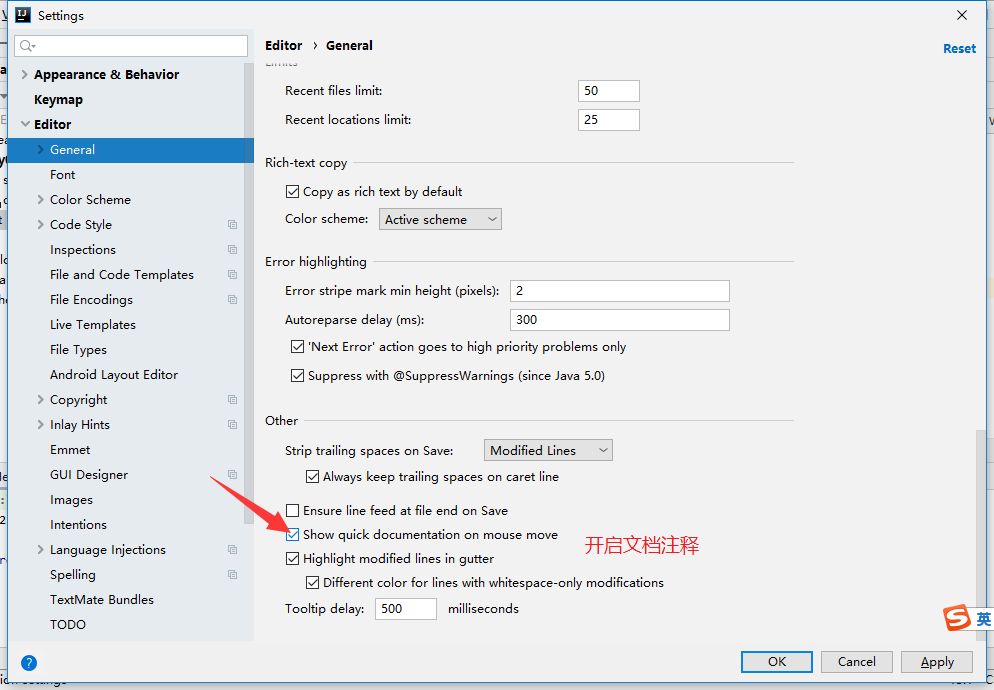 Settings
Editor › General
Reset
Limits
Appearance & Behavior
Keymap
Editor
General
Font
Color Scheme
Code Style
Inspections
File and Code Templates
File Encodings
Live Templates
File Types
Android Layout Editor
Copyright
Inlay Hints
Emmet
GUI Designer
Images
Intentions
Language Injections
Spelling
TextMate Bundles
TODO
Recent files limit: 50
Recent locations limit: 25
Rich-text copy
Copy as rich text by default
Color scheme: Active scheme
Error highlighting
Error stripe mark min height (pixels): 2
Autoreparse delay (ms): 300
'Next Error' action goes to high priority problems only
Suppress with @SuppressWarnings (since Java 5.0)
Other
Strip trailing spaces on Save: Modified Lines
Always keep trailing spaces on caret line
Ensure line feed at file end on Save
Show quick documentation on mouse move
开启文档注释
Highlight modified lines in gutter
Different color for lines with whitespace-only modifications
Tooltip delay: 500 milliseconds
英
?
OK
Cancel
Apply